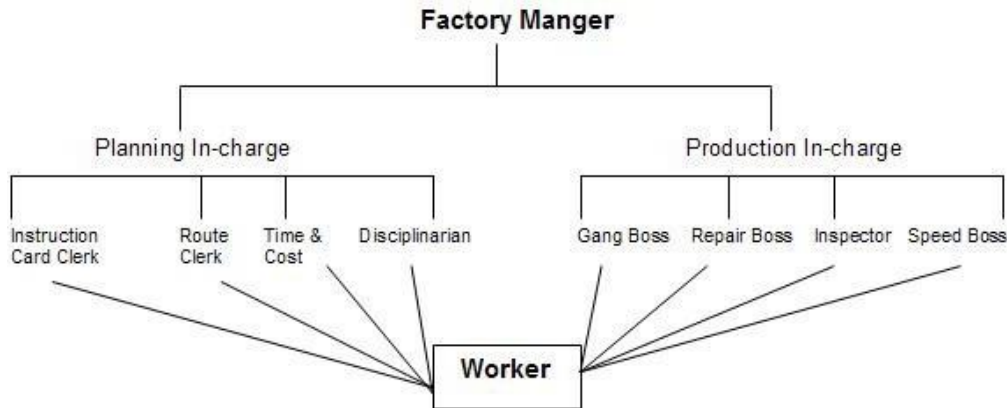 Factory Manger
Planning In-charge
Production In-charge
Instruction
Card Clerk
Route
Clerk
Time &
Cost
Disciplinarian
Gang Boss
Repair Boss
Inspector
Speed Boss
Worker